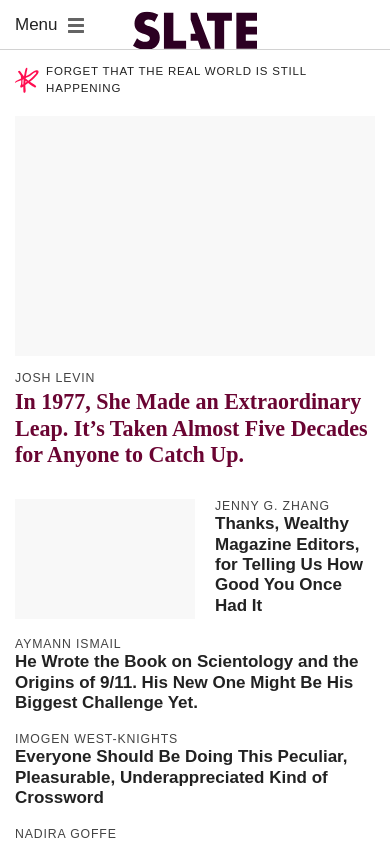 Menu
SLATE
FORGET THAT THE REAL WORLD IS STILL
HAPPENING
JOSH LEVIN
In 1977, She Made an Extraordinary
Leap. It’s Taken Almost Five Decades
for Anyone to Catch Up.
JENNY G. ZHANG
Thanks, Wealthy
Magazine Editors,
for Telling Us How
Good You Once
Had It
AYMANN ISMAIL
He Wrote the Book on Scientology and the
Origins of 9/11. His New One Might Be His
Biggest Challenge Yet.
IMOGEN WEST-KNIGHTS
Everyone Should Be Doing This Peculiar,
Pleasurable, Underappreciated Kind of
Crossword
NADIRA GOFFE